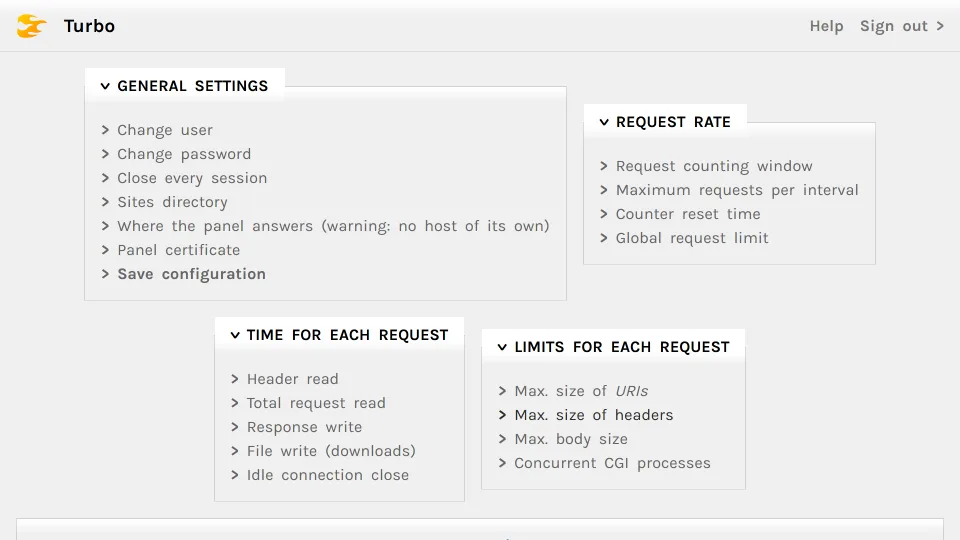 Turbo
Help Sign out >
GENERAL SETTINGS
> Change user
> Change password
> Close every session
> Sites directory
> Where the panel answers (warning: no host of its own)
> Panel certificate
> Save configuration
REQUEST RATE
> Request counting window
> Maximum requests per interval
> Counter reset time
> Global request limit
TIME FOR EACH REQUEST
> Header read
> Total request read
> Response write
> File write (downloads)
> Idle connection close
LIMITS FOR EACH REQUEST
> Max. size of URIs
> Max. size of headers
> Max. body size
> Concurrent CGI processes